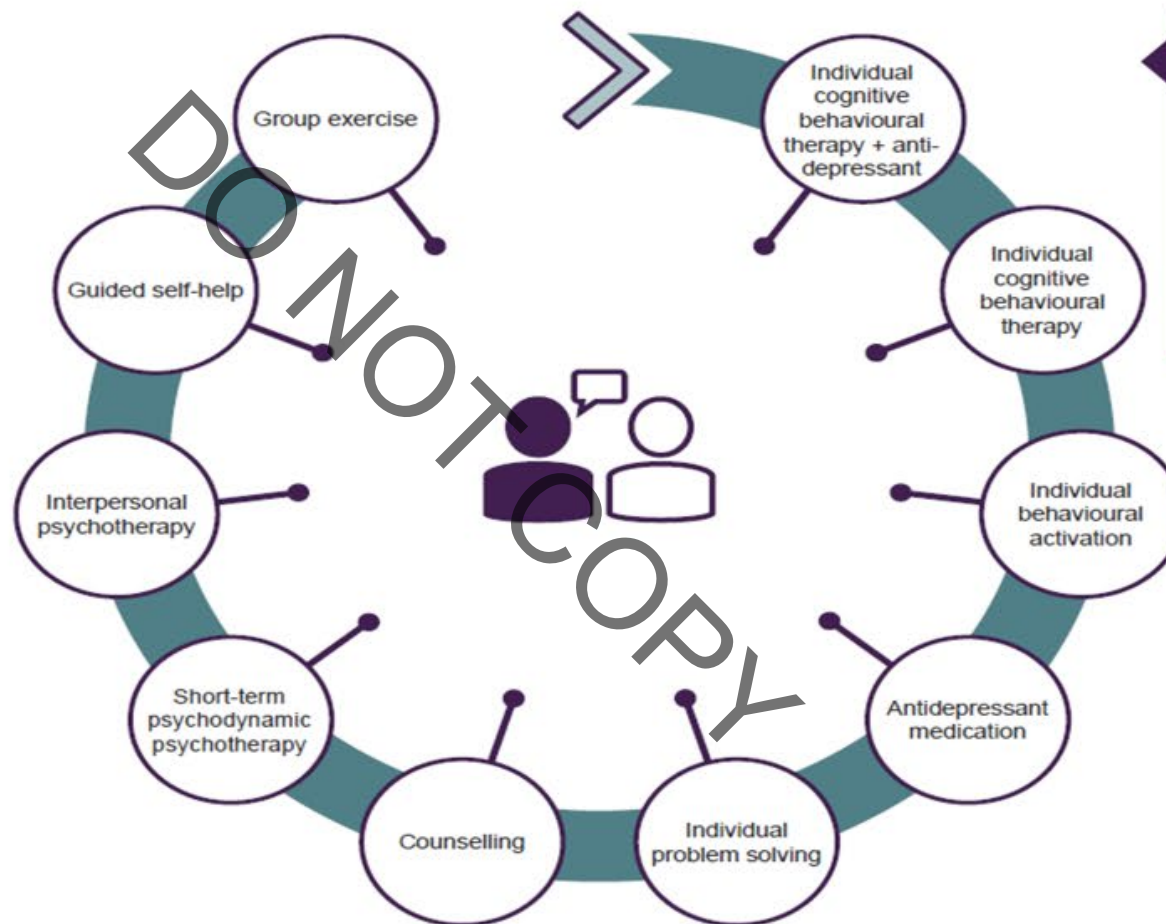 Individual
cognitive
behavioural
therapy + anti-
depressant
Individual
cognitive
behavioural
therapy
Individual
behavioural
activation
Antidepressant
medication
Individual
problem solving
Counselling
Short-term
psychodynamic
psychotherapy
Interpersonal
psychotherapy
Guided self-help
Group exercise
DO NOT COPY